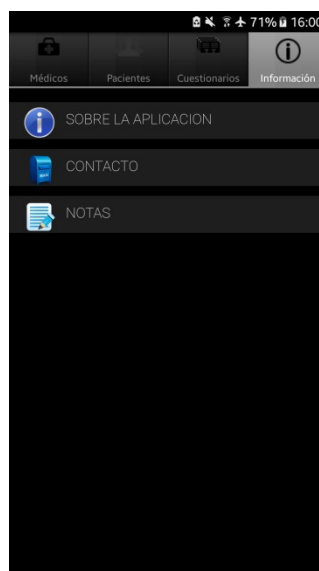 71% 16:00
Médicos Pacientes Cuestionarios Información
SOBRE LA APLICACION
CONTACTO
NOTAS